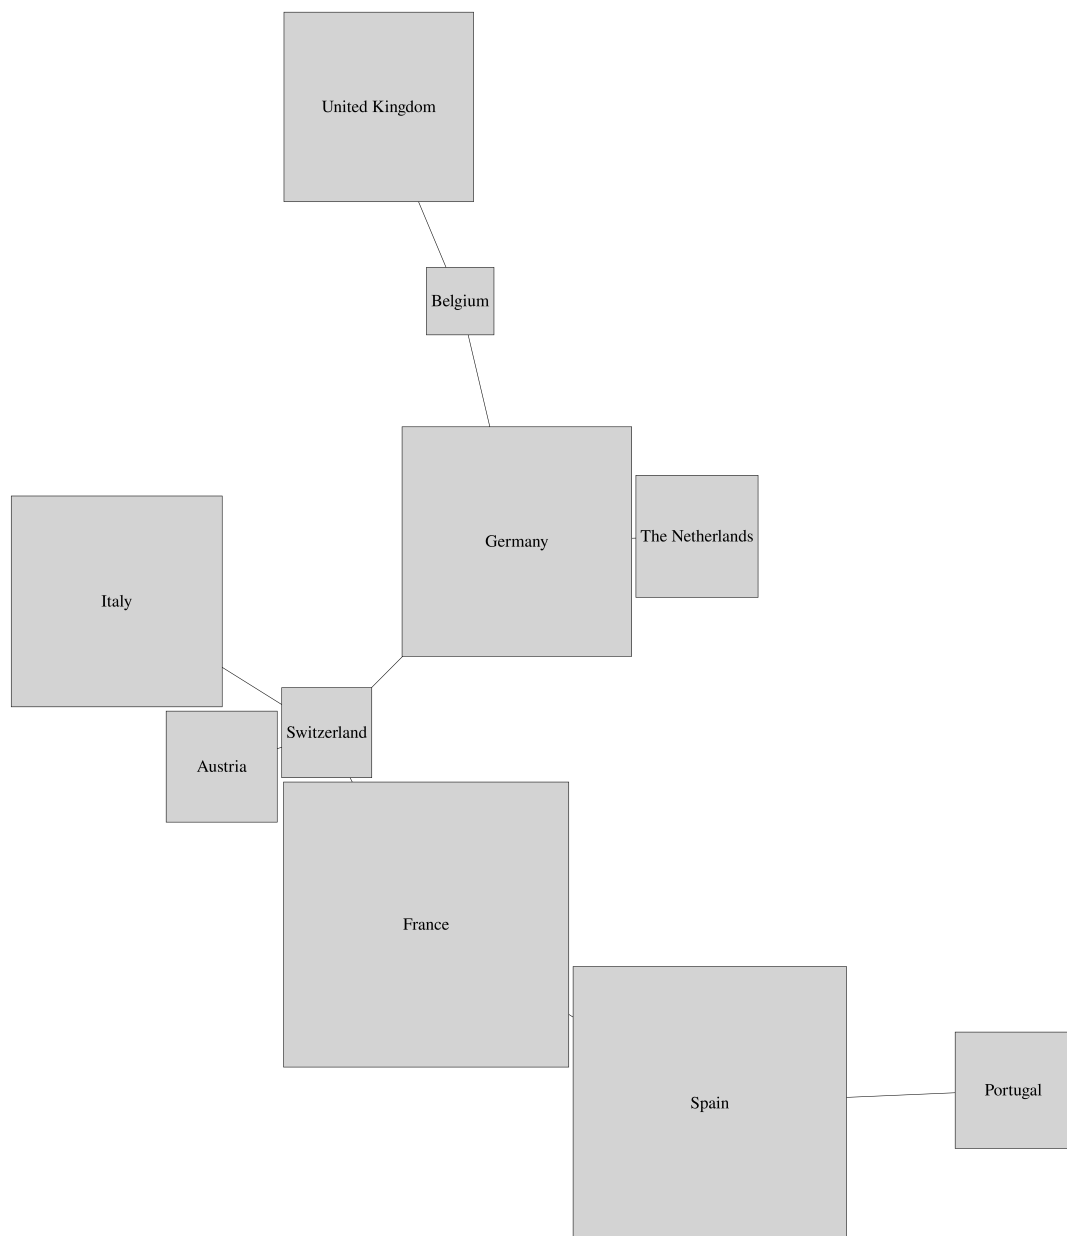 United Kingdom
Belgium
Germany
The Netherlands
Italy
Switzerland
Austria
France
Spain
Portugal